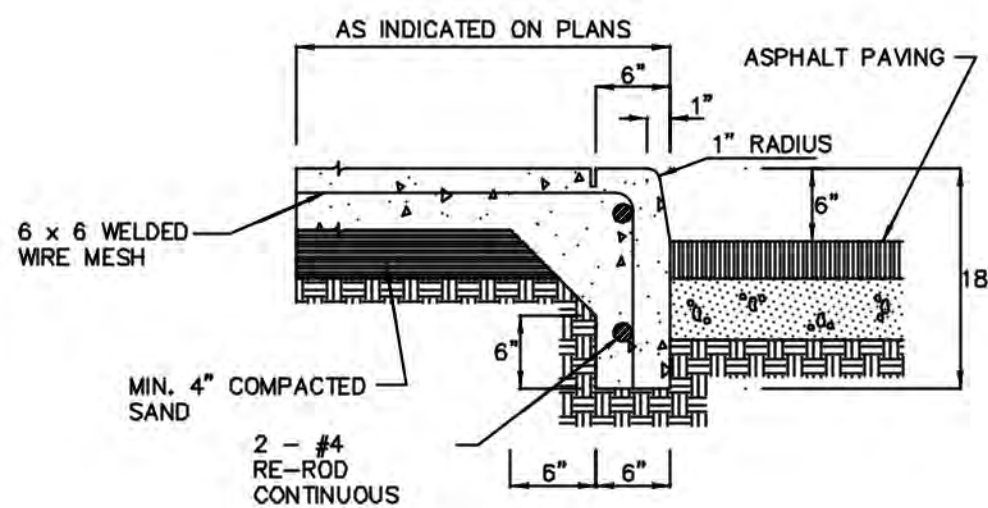 AS INDICATED ON PLANS
ASPHALT PAVING
6"
1"
1" RADIUS
6"
6 x 6 WELDED
WIRE MESH
18
6"
MIN. 4" COMPACTED
SAND
2 - #4
RE-ROD
CONTINUOUS
6"
6"